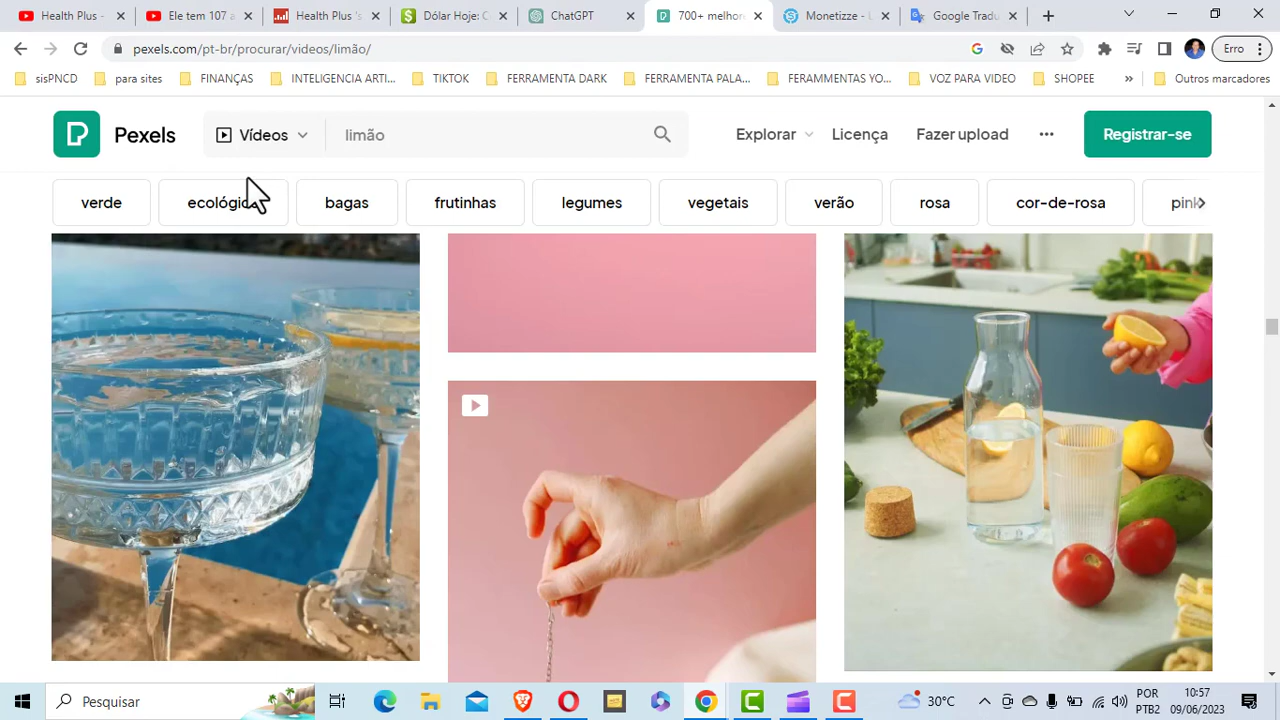 Health Plus -
Ele tem 107 a
Health Plus 's
Dólar Hoje: C
ChatGPT
700+ melhore
Monetizze - L
Google Tradu
pexels.com/pt-br/procurar/videos/limão/
Erro
sisPNCD
para sites
FINANÇAS
INTELIGENCIA ARTI...
TIKTOK
FERRAMENTA DARK
FERRAMENTA PALA...
FERAMMENTAS YO...
VOZ PARA VIDEO
SHOPEE
»
Outros marcadores
Pexels
Vídeos
limão
Explorar
Licença
Fazer upload
...
Registrar-se
verde
ecológic
bagas
frutinhas
legumes
vegetais
verão
rosa
cor-de-rosa
pink
Pesquisar
30°C
POR
PTB2
10:57
09/06/2023